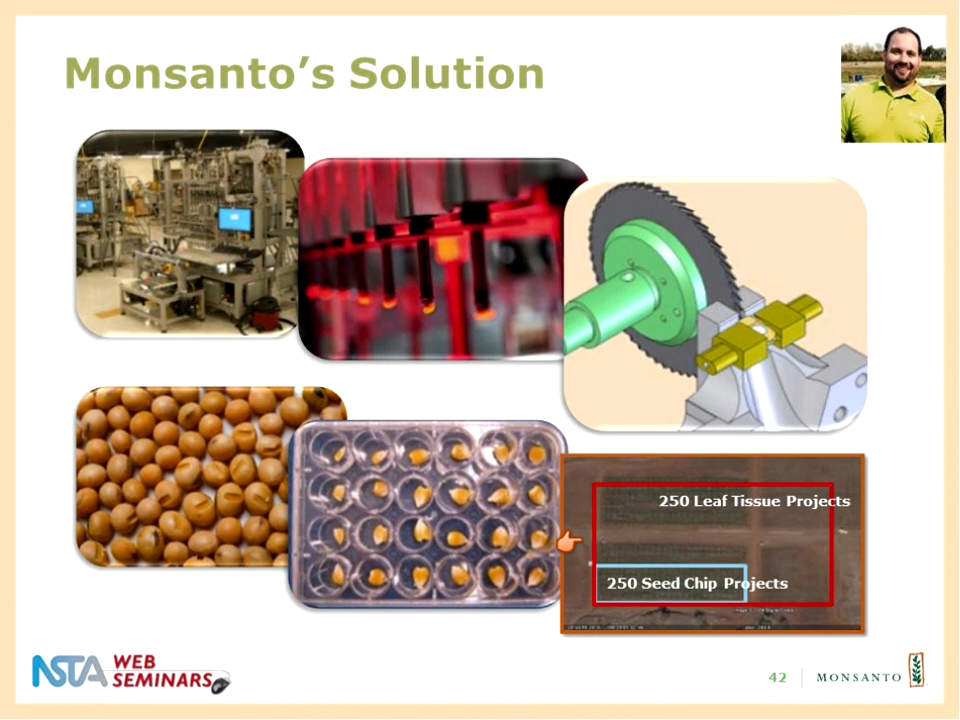 Monsanto’s Solution
250 Leaf Tissue Projects
250 Seed Chip Projects
NSTA WEB
SEMINARS
42
MONSANTO